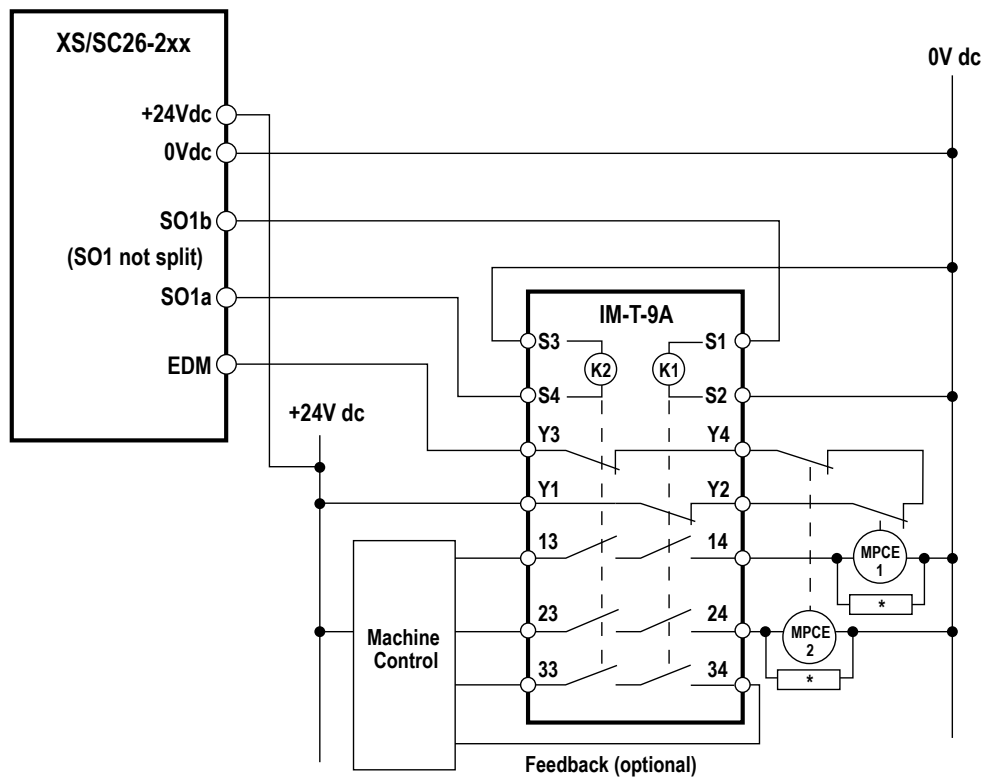 XS/SC26-2xx
0V dc
+24Vdc
0Vdc
SO1b
(SO1 not split)
SO1a
EDM
IM-T-9A
S3
S1
K2
K1
S4
S2
+24V dc
Y3
Y4
Y1
Y2
13
14
MPCE
1
*
23
24
MPCE
2
*
Machine
Control
33
34
Feedback (optional)